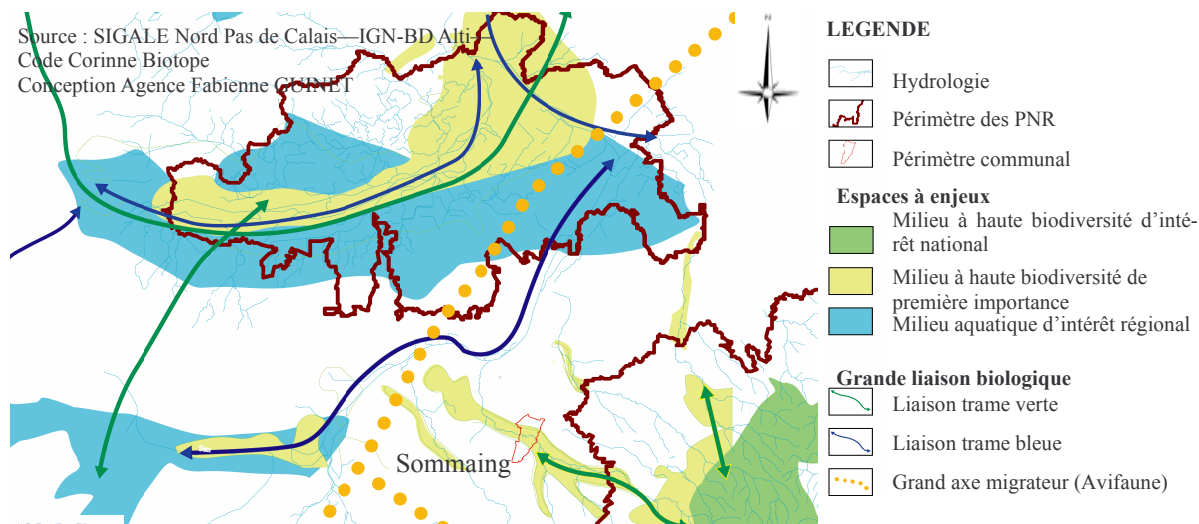 Source : SIGALE Nord Pas de Calais—IGN-BD Alti—
Code Corinne Biotope
Conception Agence Fabienne GUINET
N
Sommaing
LEGENDE
Hydrologie
Périmètre des PNR
Périmètre communal
Espaces à enjeux
Milieu à haute biodiversité d'inté-
rêt national
Milieu à haute biodiversité de
première importance
Milieu aquatique d'intérêt régional
Grande liaison biologique
Liaison trame verte
Liaison trame bleue
Grand axe migrateur (Avifaune)